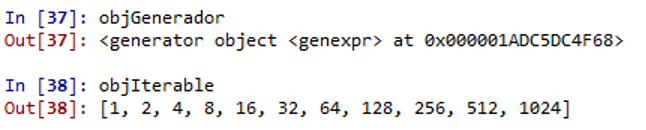 In [37]: objGenerador
Out[37]: <generator object <genexpr> at 0x000001ADC5DC4F68>
In [38]: objIterable
Out[38]: [1, 2, 4, 8, 16, 32, 64, 128, 256, 512, 1024]